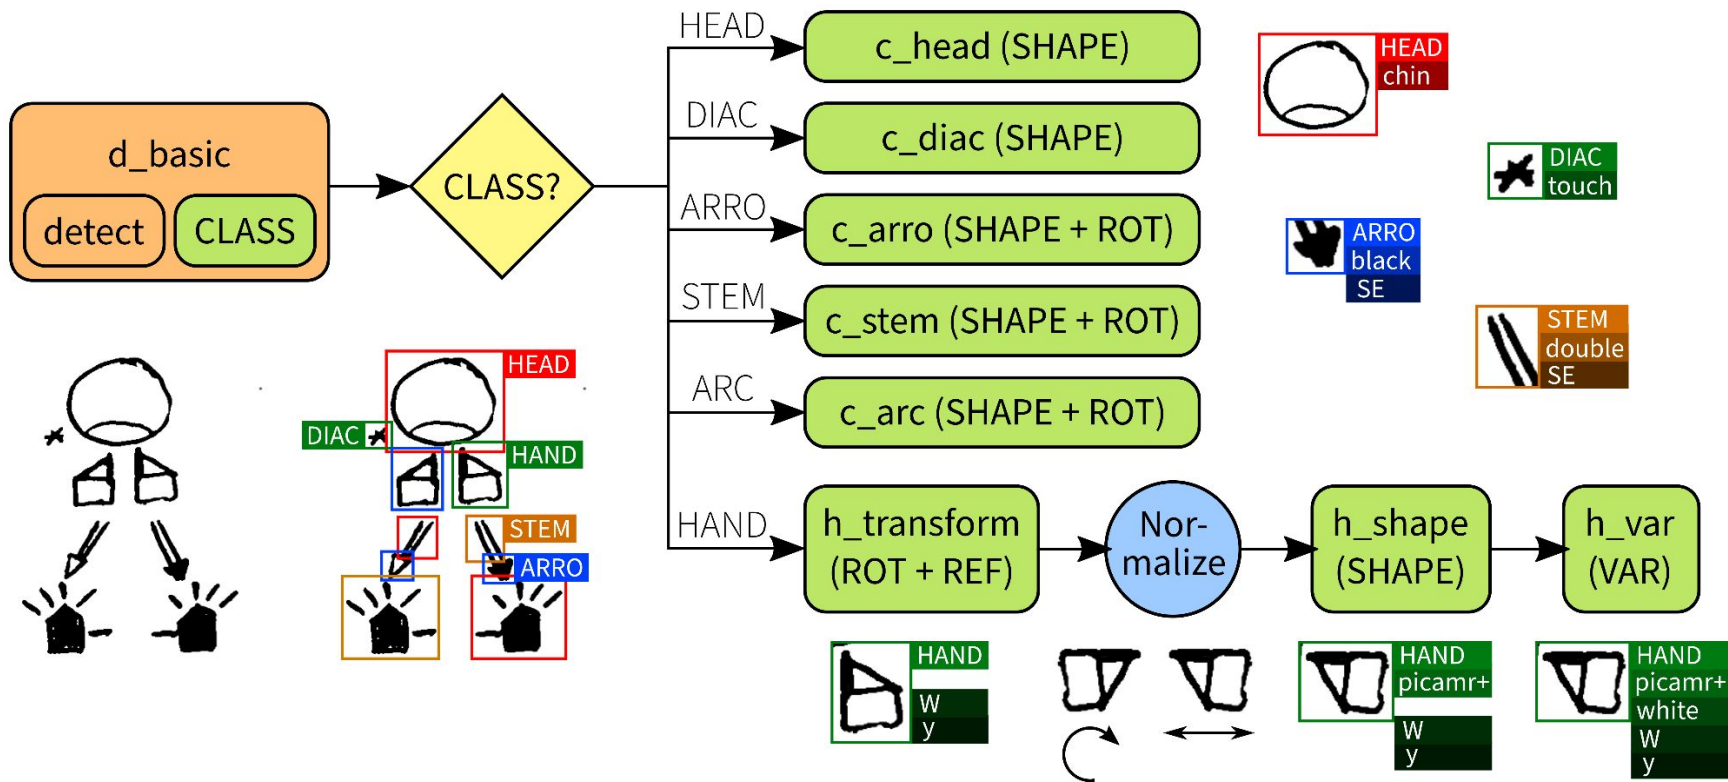 d_basic
detect
CLASS
CLASS?
HEAD
c_head (SHAPE)
DIAC
c_diac (SHAPE)
ARRO
c_arro (SHAPE + ROT)
STEM
c_stem (SHAPE + ROT)
ARC
c_arc (SHAPE + ROT)
HAND
h_transform
(ROT + REF)
Nor-
malize
h_shape
(SHAPE)
h_var
(VAR)
HEAD
chin
DIAC
touch
ARRO
black
SE
STEM
double
SE
HEAD
DIAC
HAND
STEM
ARRO
HAND
W
y
HAND
picamr+
W
y
HAND
picamr+
white
W
y